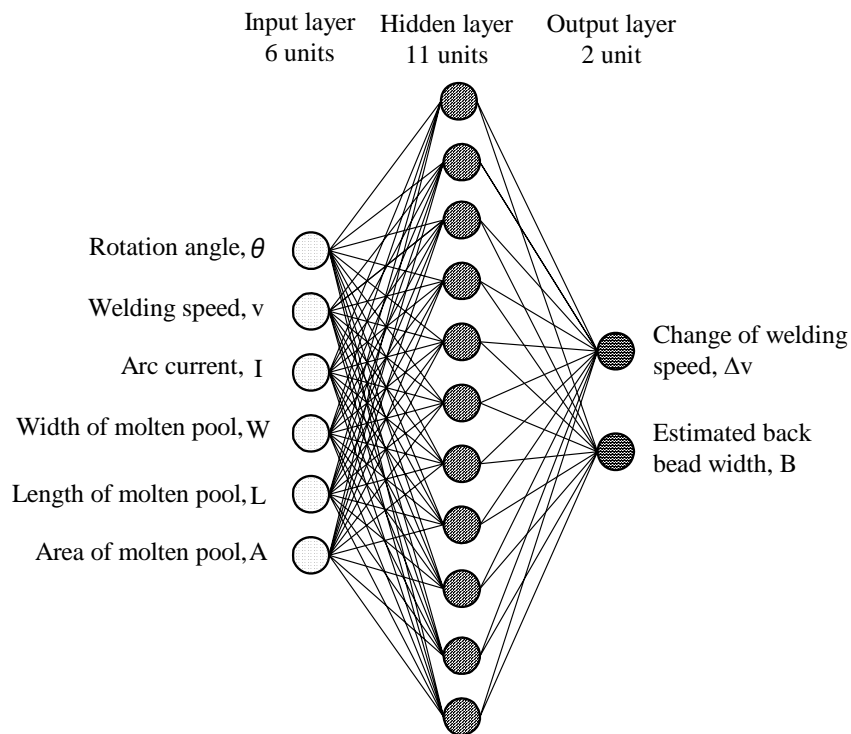 Input layer
6 units
Hidden layer
11 units
Output layer
2 unit
Rotation angle, θ
Welding speed, v
Arc current, I
Width of molten pool, W
Length of molten pool, L
Area of molten pool, A
Change of welding
speed, Δv
Estimated back
bead width, B